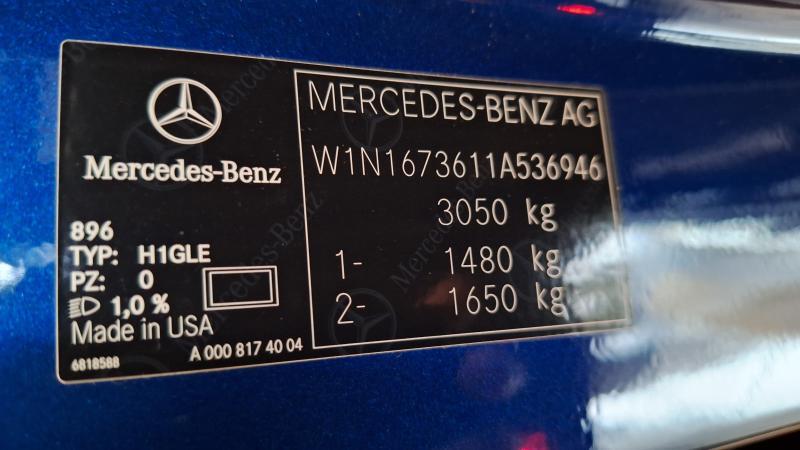 Mercedes-Benz
896
TYP: H1GLE
PZ: 0
1,0 %
Made in USA
6818588
A 000 817 40 04
MERCEDES-BENZ AG
W1N1673611A536946
3050 kg
1- 1480 kg
2- 1650 kg